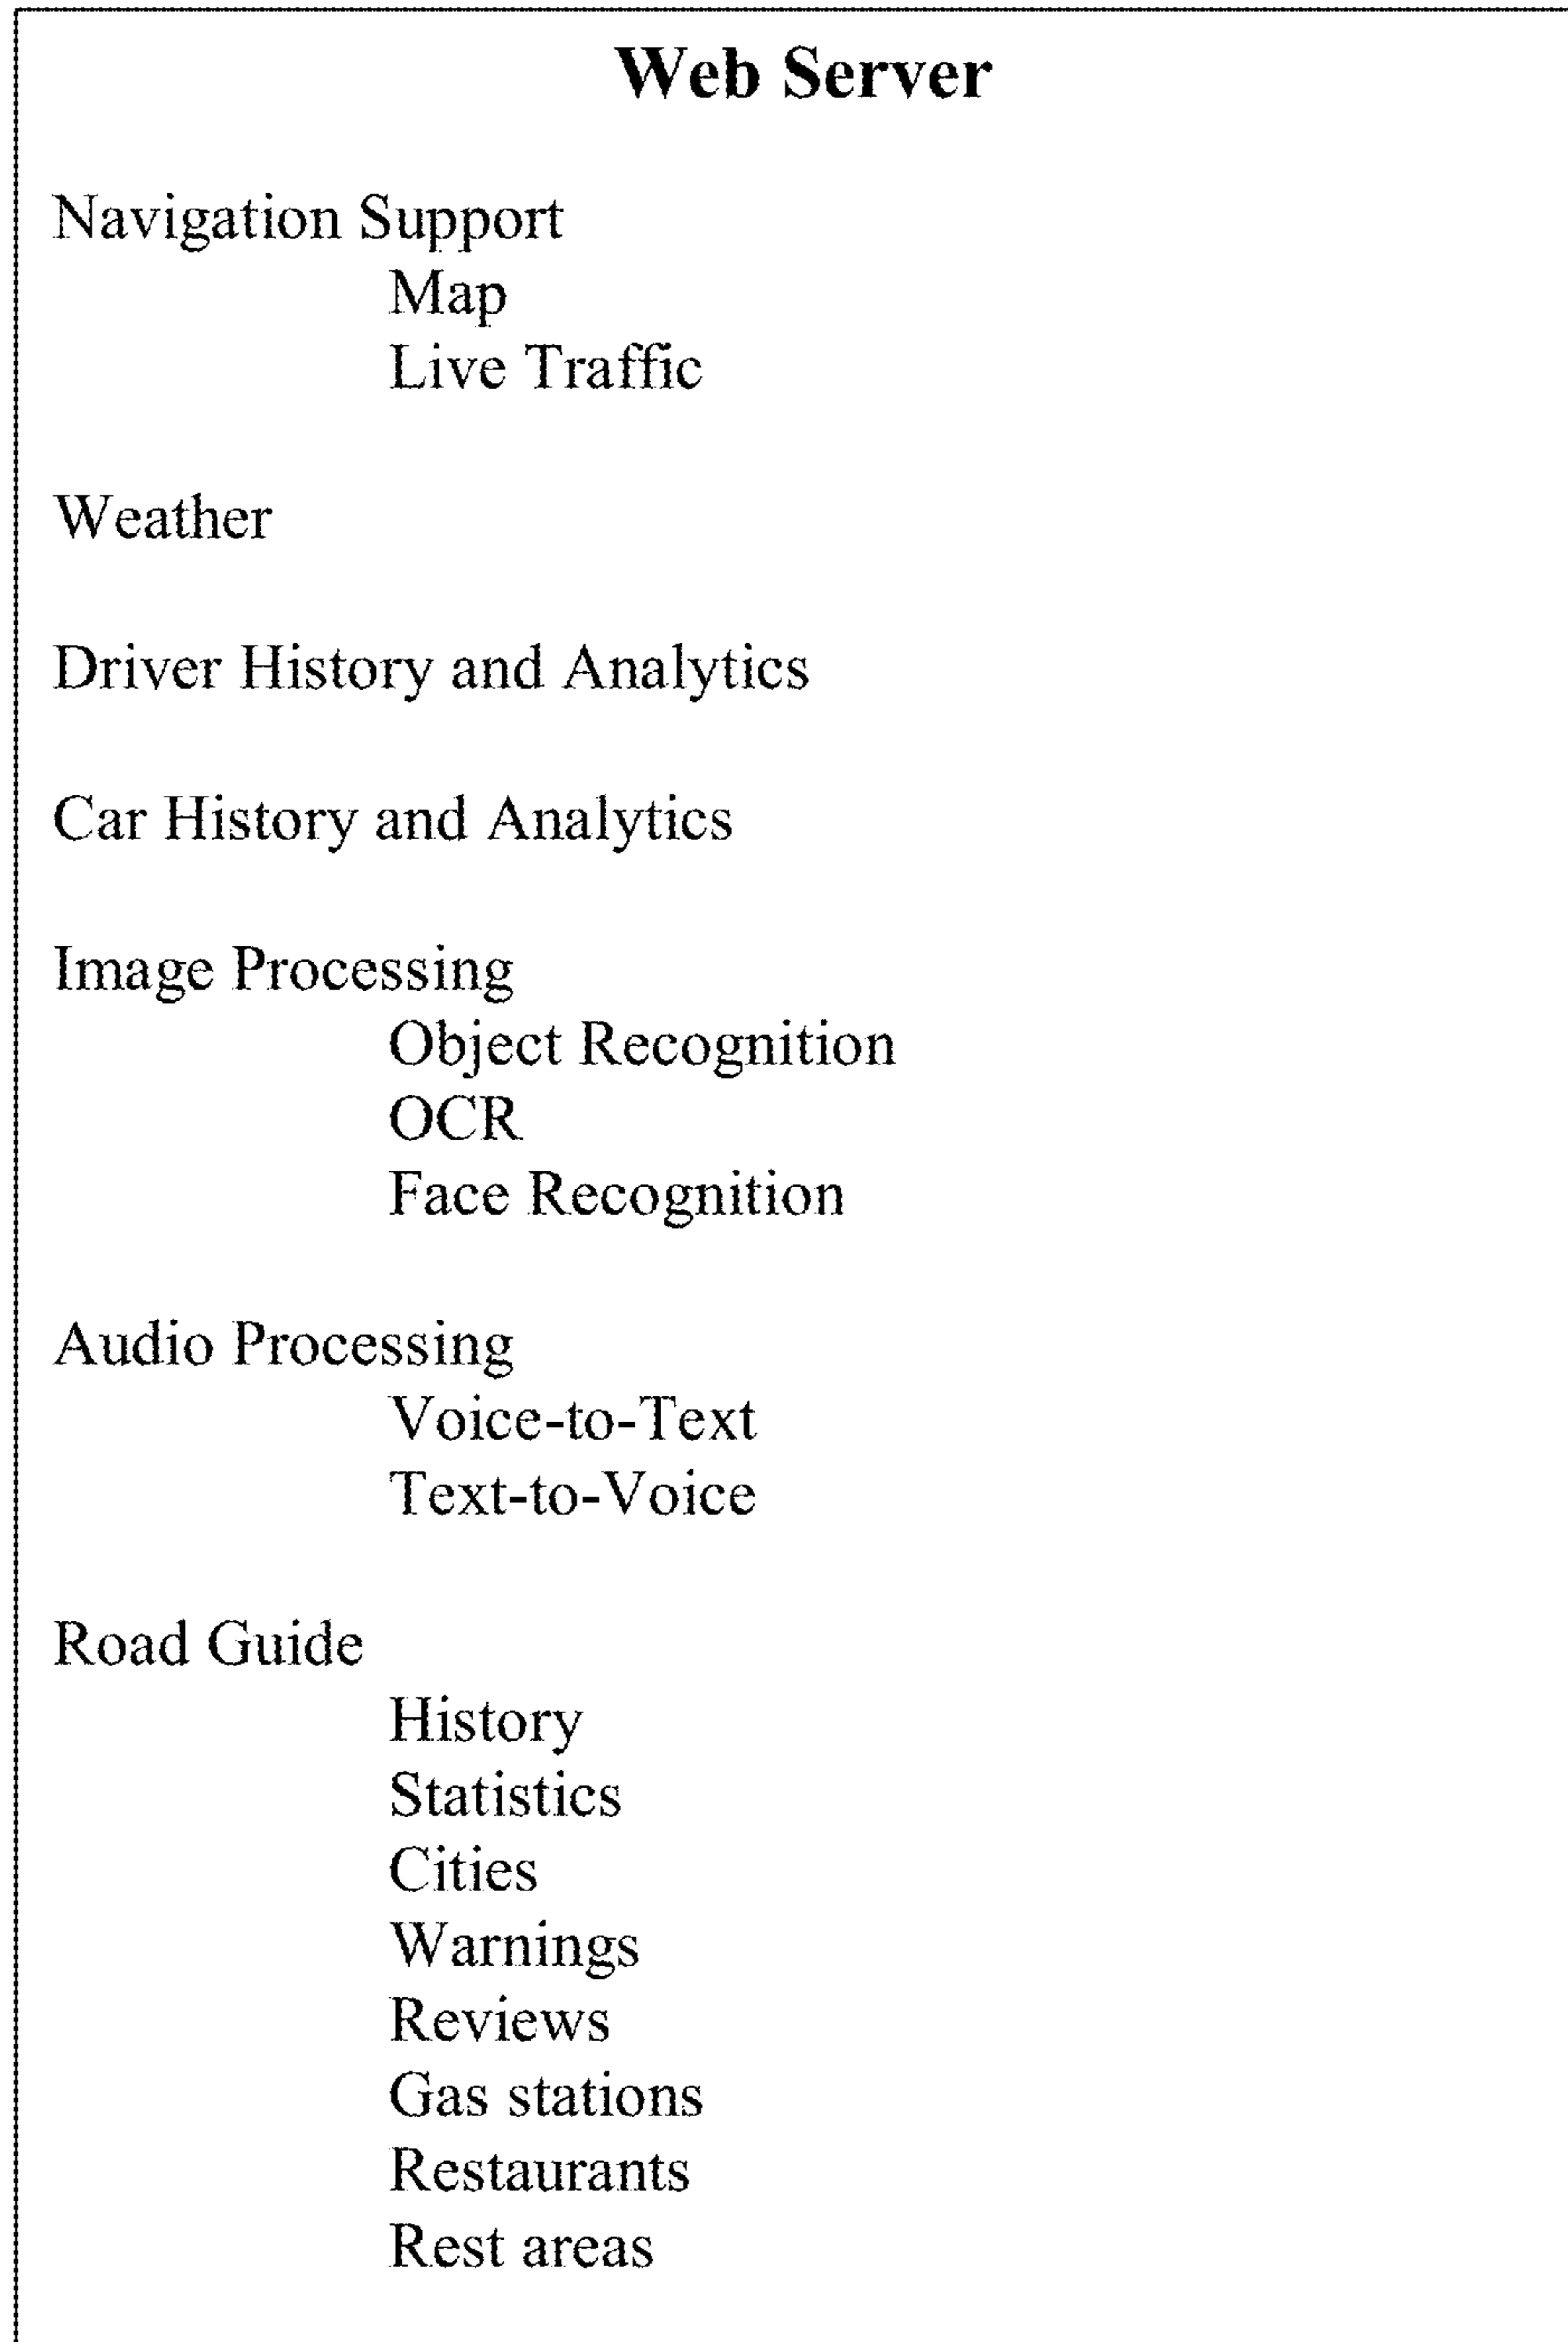 Web Server
Navigation Support
Map
Live Traffic
Weather
Driver History and Analytics
Car History and Analytics
Image Processing
Object Recognition
OCR
Face Recognition
Audio Processing
Voice-to-Text
Text-to-Voice
Road Guide
History
Statistics
Cities
Warnings
Reviews
Gas stations
Restaurants
Rest areas